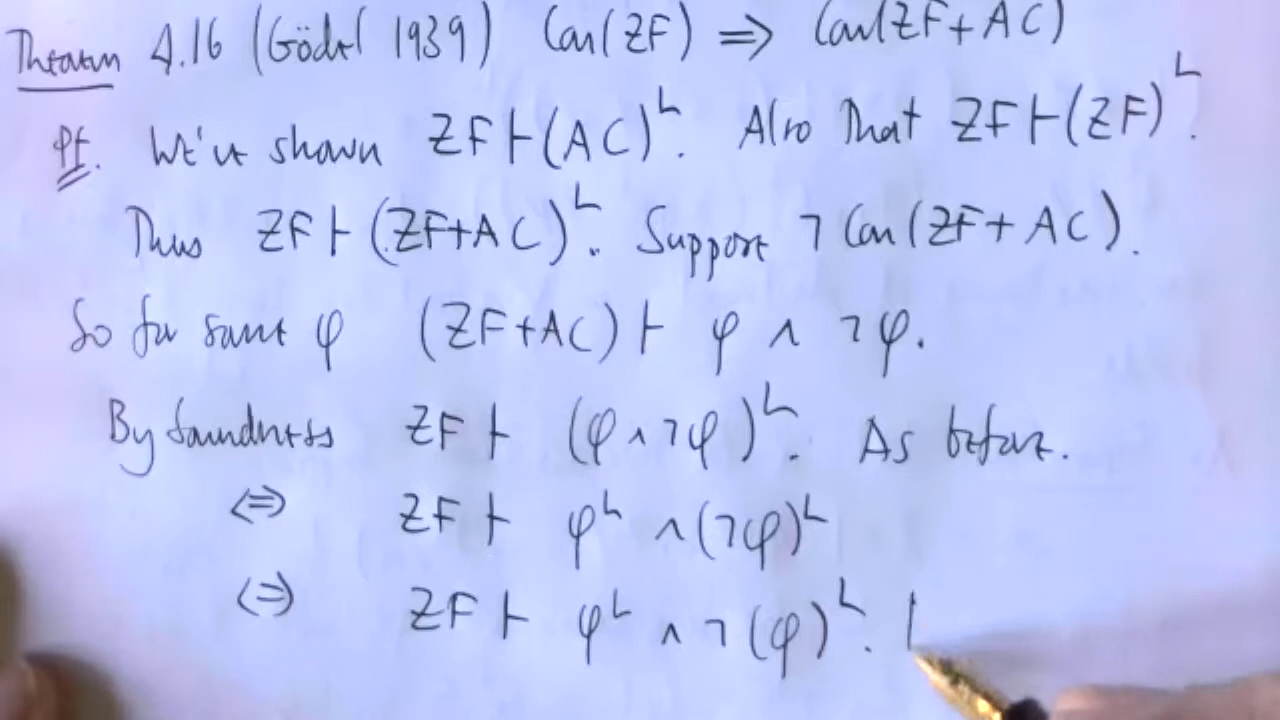 Theorem 4.16 (Gödel 1939) Con(ZF) ⇒ Con(ZF+AC)
Pf. We've shown ZF⊢(AC)^L. Also that ZF⊢(ZF)^L.
Thus ZF⊢(ZF+AC)^L. Suppose ¬Con(ZF+AC).
So for some φ (ZF+AC)⊢ φ ∧ ¬φ.
By soundness ZF⊢ (φ∧¬φ)^L. As before.
⇔ ZF⊢ φ^L ∧(¬φ)^L
⇔ ZF⊢ φ^L ∧¬(φ)^L.